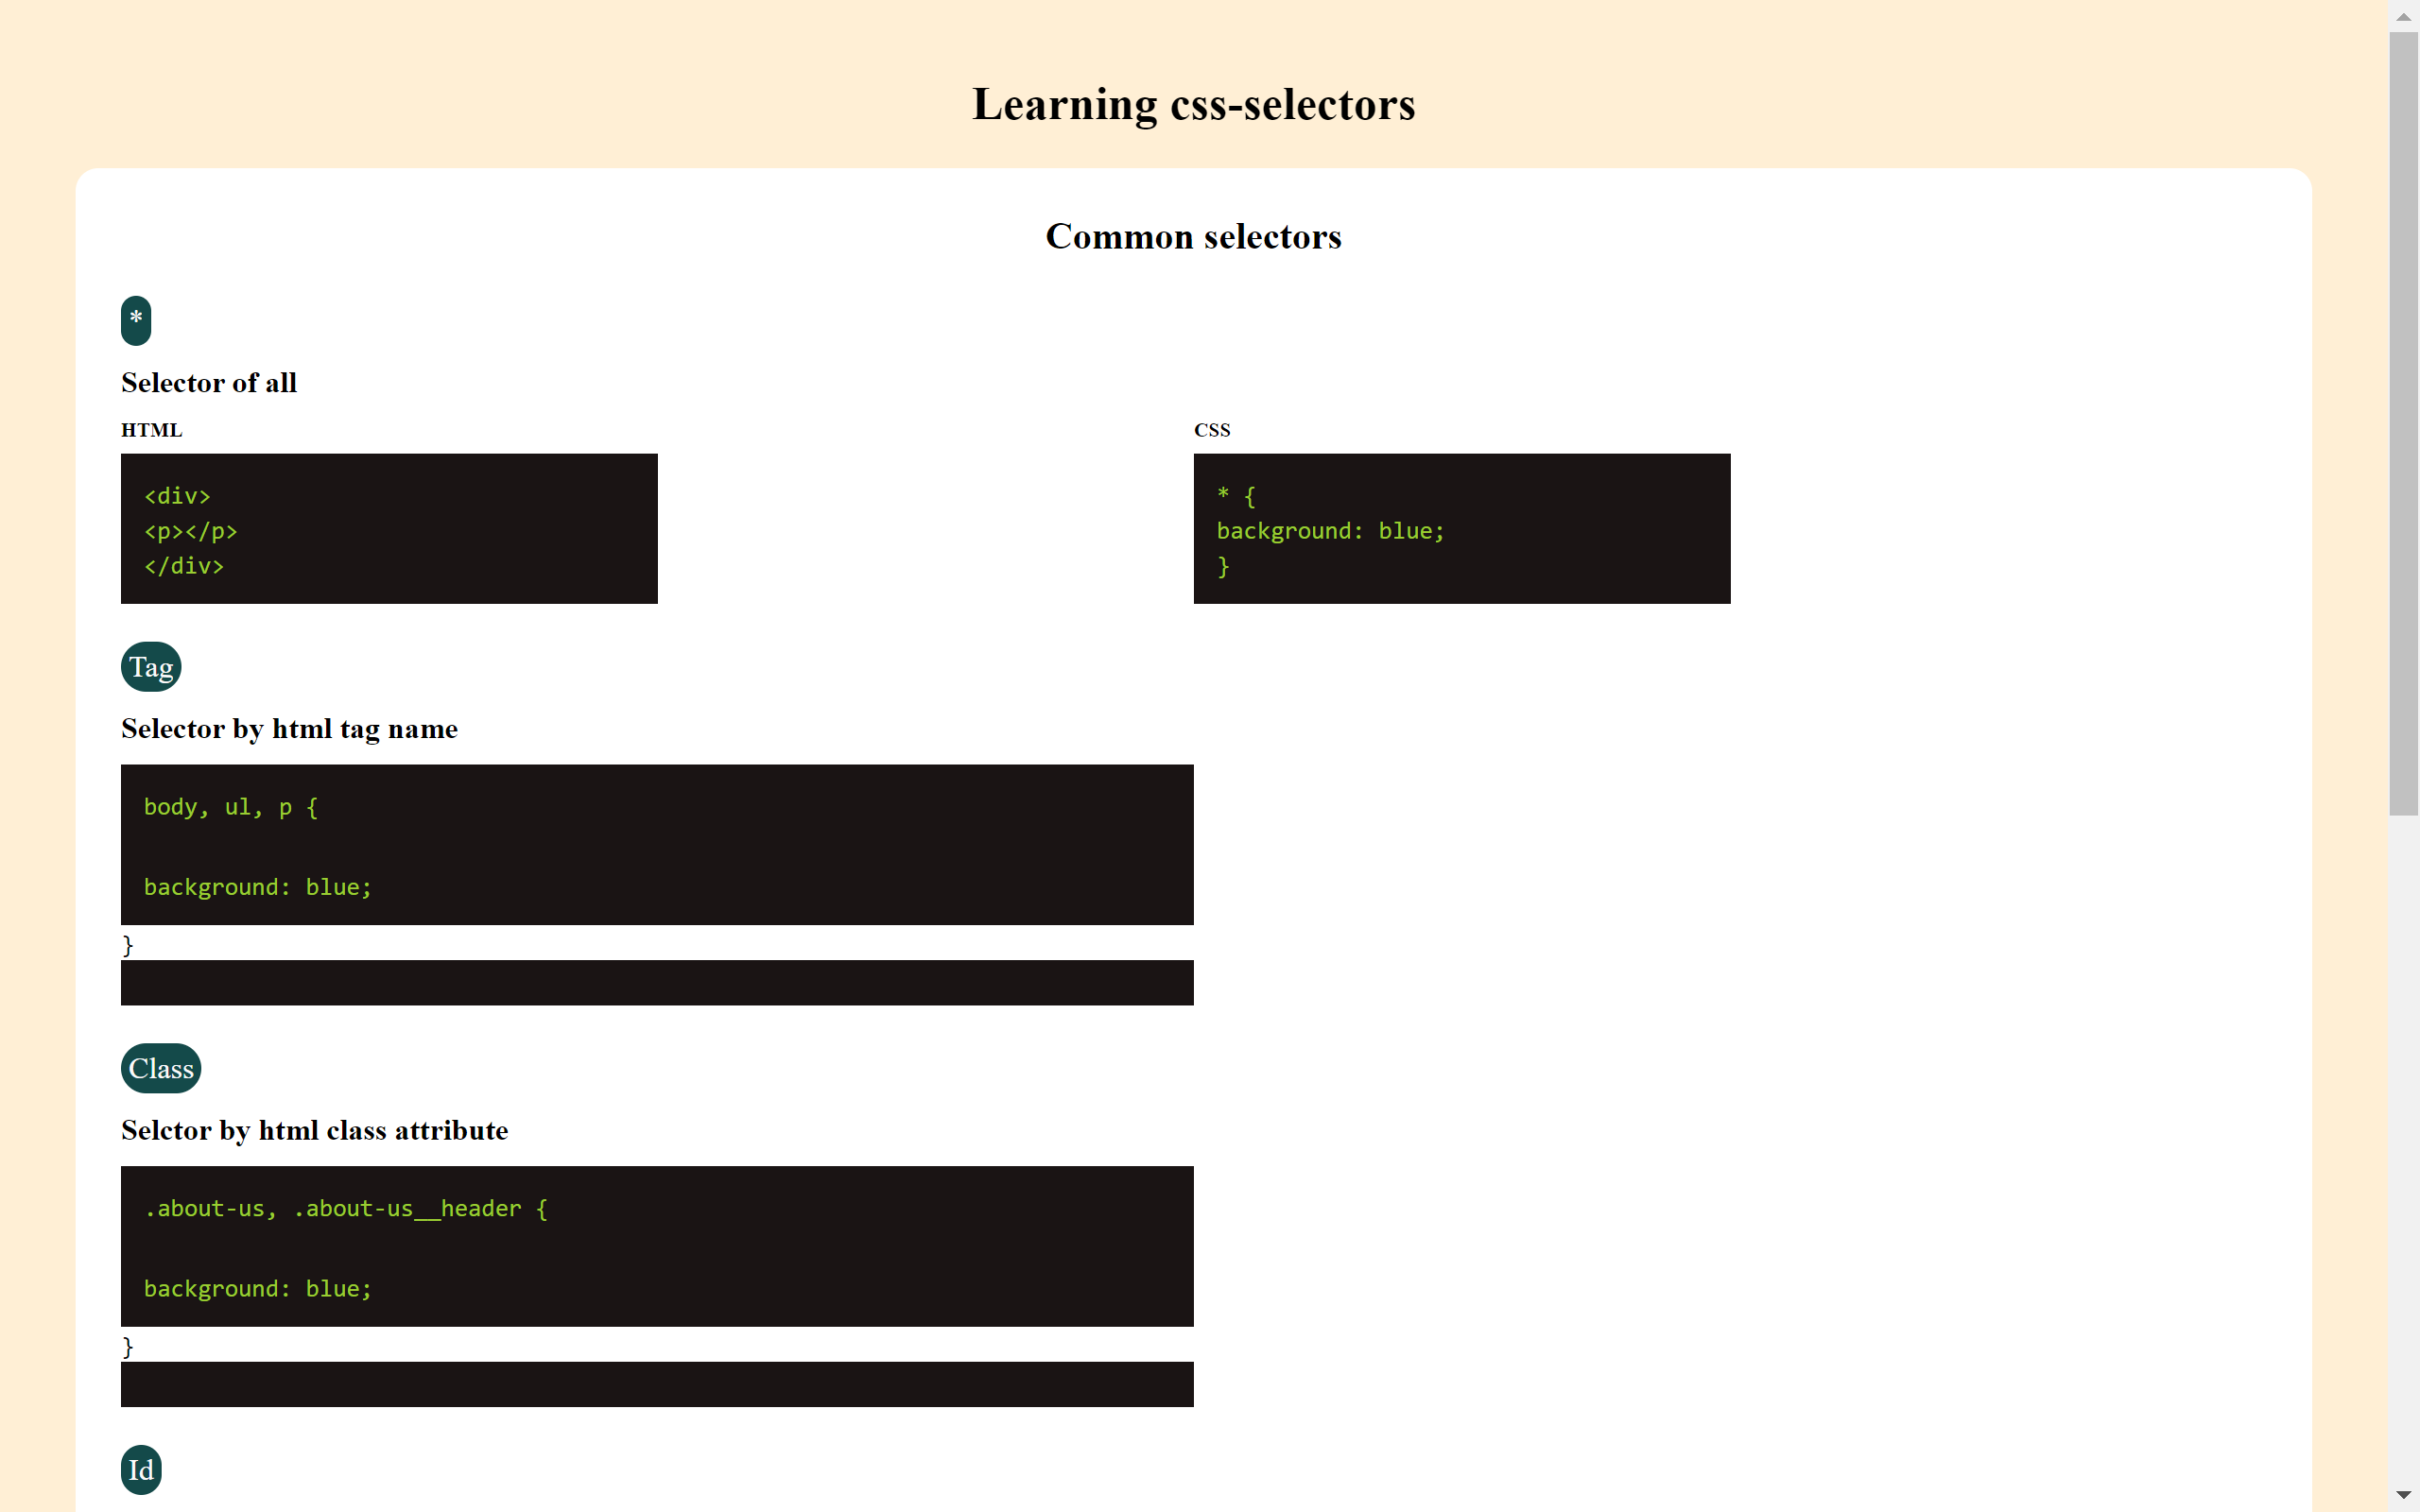 Learning css-selectors
Common selectors
*
Selector of all
HTML
<div>
<p></p>
</div>
CSS
* {
background: blue;
}
Tag
Selector by html tag name
body, ul, p {
background: blue;
}
Class
Selctor by html class attribute
.about-us, .about-us__header {
background: blue;
}
Id